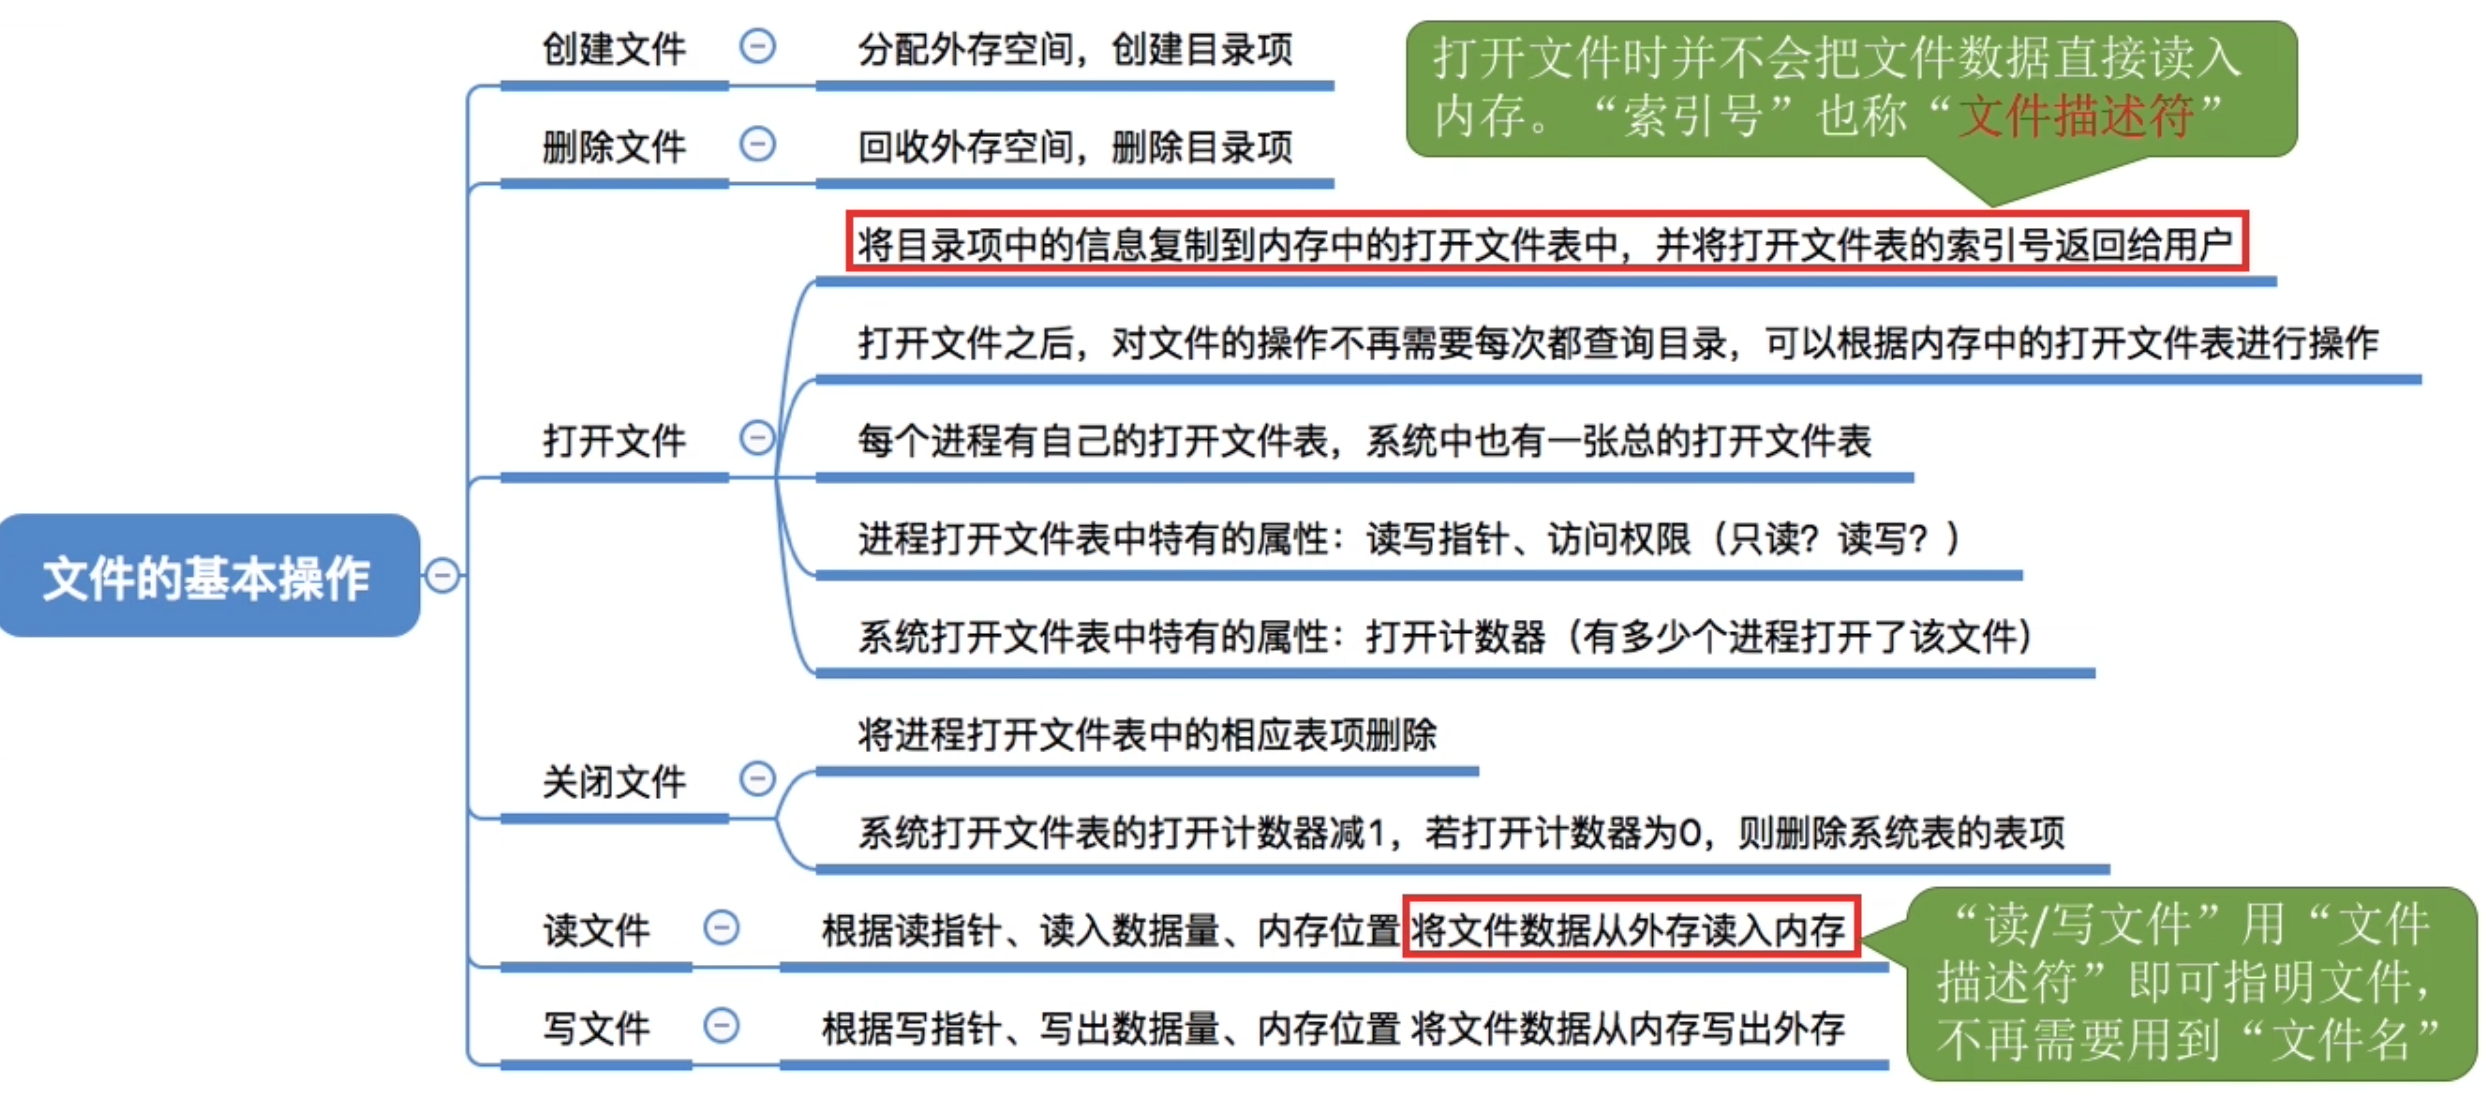 文件的基本操作
创建文件
分配外存空间，创建目录项
删除文件
回收外存空间，删除目录项
打开文件时并不会把文件数据直接读入
内存。“索引号”也称“文件描述符”
打开文件
将目录项中的信息复制到内存中的打开文件表中，并将打开文件表的索引号返回给用户
打开文件之后，对文件的操作不再需要每次都查询目录，可以根据内存中的打开文件表进行操作
每个进程有自己的打开文件表，系统中也有一张总的打开文件表
进程打开文件表中特有的属性：读写指针、访问权限（只读？读写？）
系统打开文件表中特有的属性：打开计数器（有多少个进程打开了该文件）
关闭文件
将进程打开文件表中的相应表项删除
系统打开文件表的打开计数器减1，若打开计数器为0，则删除系统表的表项
读文件
根据读指针、读入数据量、内存位置 将文件数据从外存读入内存
写文件
根据写指针、写出数据量、内存位置 将文件数据从内存写出外存
“读/写文件”用“文件
描述符”即可指明文件，
不再需要用到“文件名”